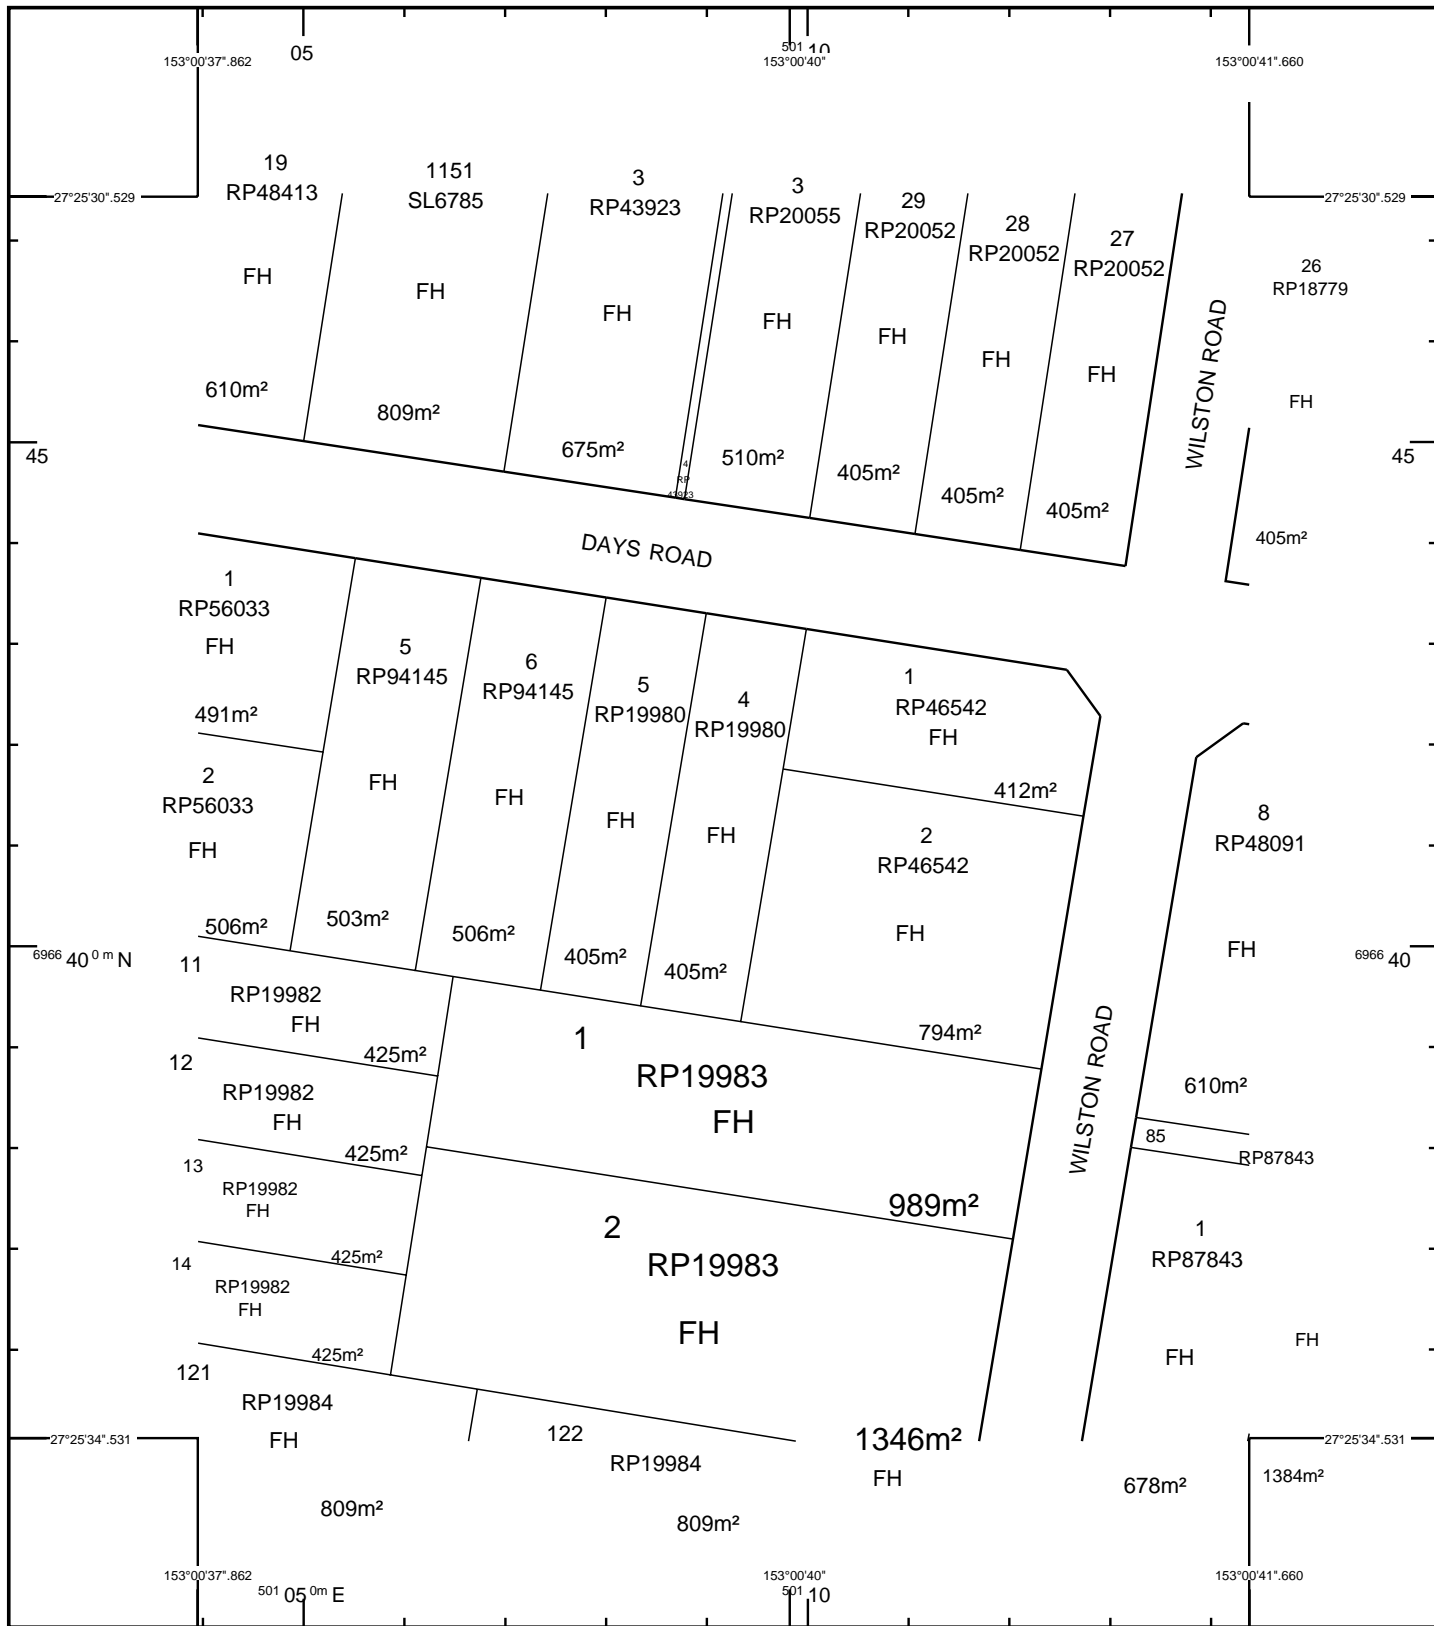 05
501 10
153°00'37".862
153°00'40"
153°00'41".660
27°25'30".529
27°25'30".529
19
RP48413
FH
610m²
1151
SL6785
FH
809m²
3
RP43923
FH
675m²
4
RP
43923
3
RP20055
FH
510m²
29
RP20052
FH
405m²
28
RP20052
FH
405m²
27
RP20052
FH
405m²
WILSTON ROAD
26
RP18779
FH
405m²
45
45
DAYS ROAD
1
RP56033
FH
491m²
2
RP56033
FH
506m²
5
RP94145
FH
503m²
6
RP94145
FH
506m²
5
RP19980
FH
405m²
4
RP19980
FH
405m²
1
RP46542
FH
412m²
2
RP46542
FH
794m²
8
RP48091
FH
610m²
6966 40 0 m N
6966 40
11
RP19982
FH
425m²
12
RP19982
FH
425m²
13
RP19982
FH
425m²
14
RP19982
FH
425m²
1
RP19983
FH
989m²
2
RP19983
FH
1346m²
WILSTON ROAD
85
RP87843
1
RP87843
FH
678m²
FH
1384m²
121
RP19984
FH
809m²
122
RP19984
FH
809m²
27°25'34".531
27°25'34".531
153°00'37".862
153°00'40"
153°00'41".660
501 05 0m E
501 10